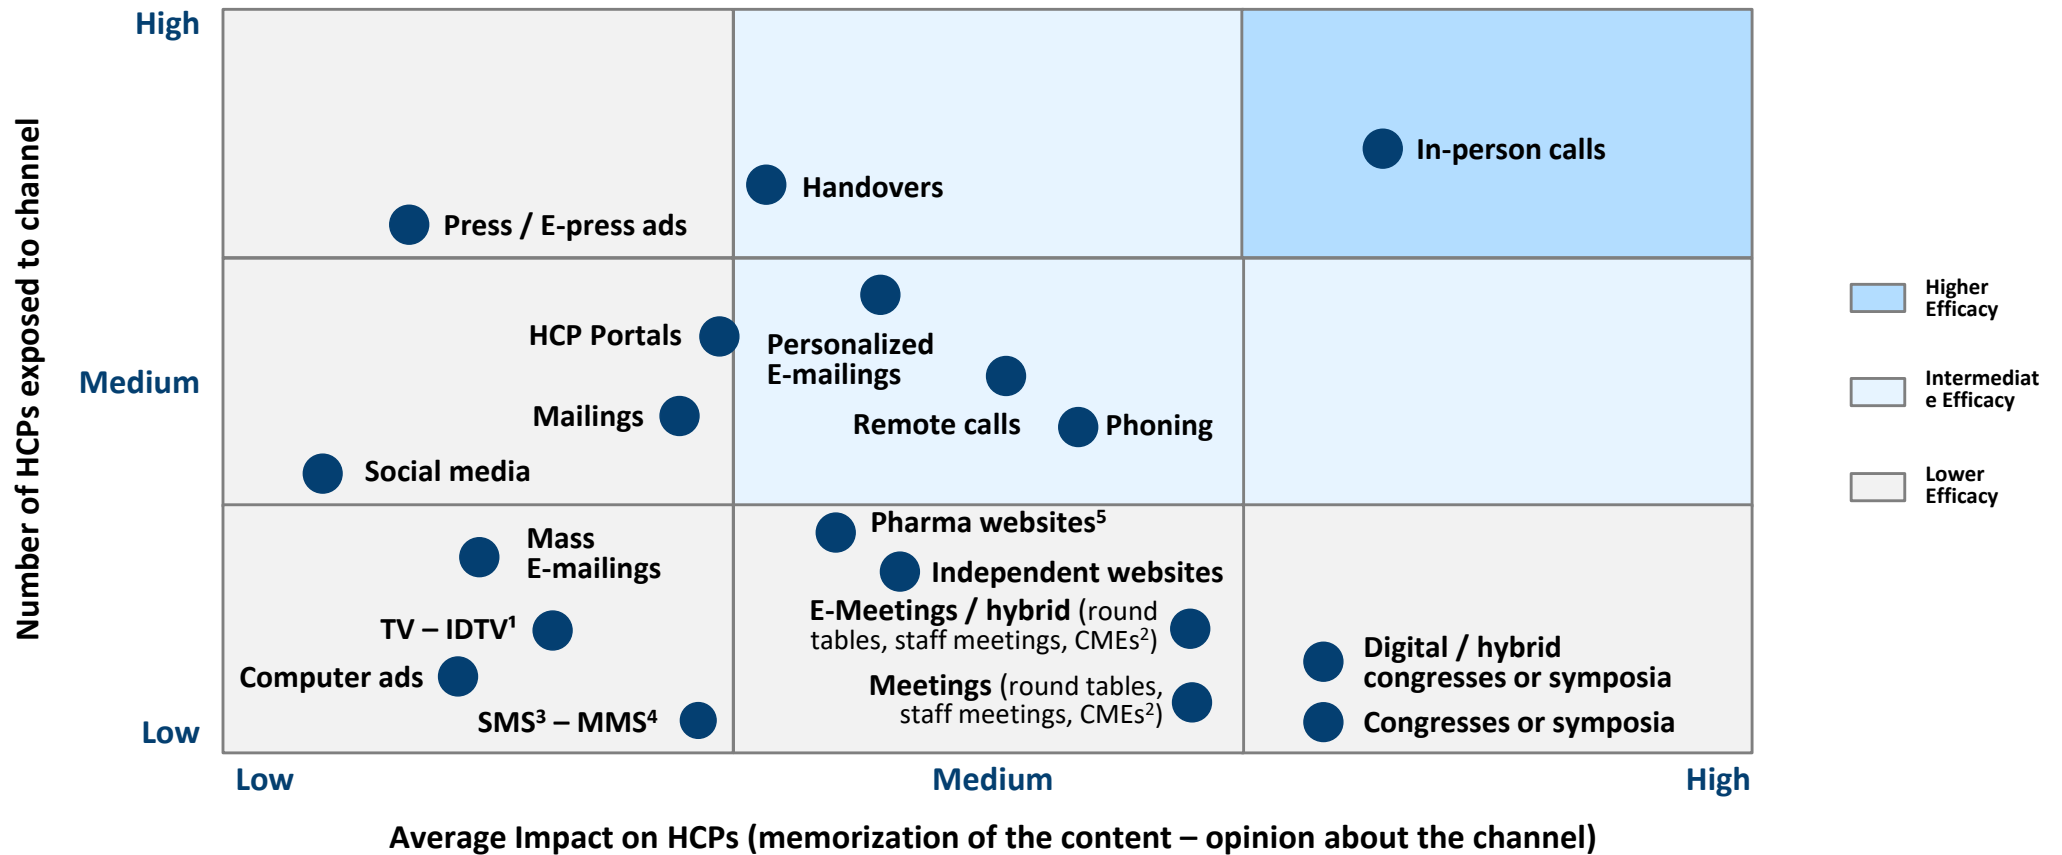 High
Number of HCPs exposed to channel
In-person calls
Handovers
Press / E-press ads
Higher
Efficacy
HCP Portals
Personalized
E-mailings
Medium
Intermediat
e Efficacy
Mailings
Remote calls
Phoning
Social media
Lower
Efficacy
Pharma websites⁵
Mass
E-mailings
Independent websites
E-Meetings / hybrid (round
tables, staff meetings, CMEs²)
TV – IDTV¹
Digital / hybrid
congresses or symposia
Computer ads
Meetings (round tables,
staff meetings, CMEs²)
SMS³ – MMS⁴
Congresses or symposia
Low
Low
Medium
High
Average Impact on HCPs (memorization of the content – opinion about the channel)